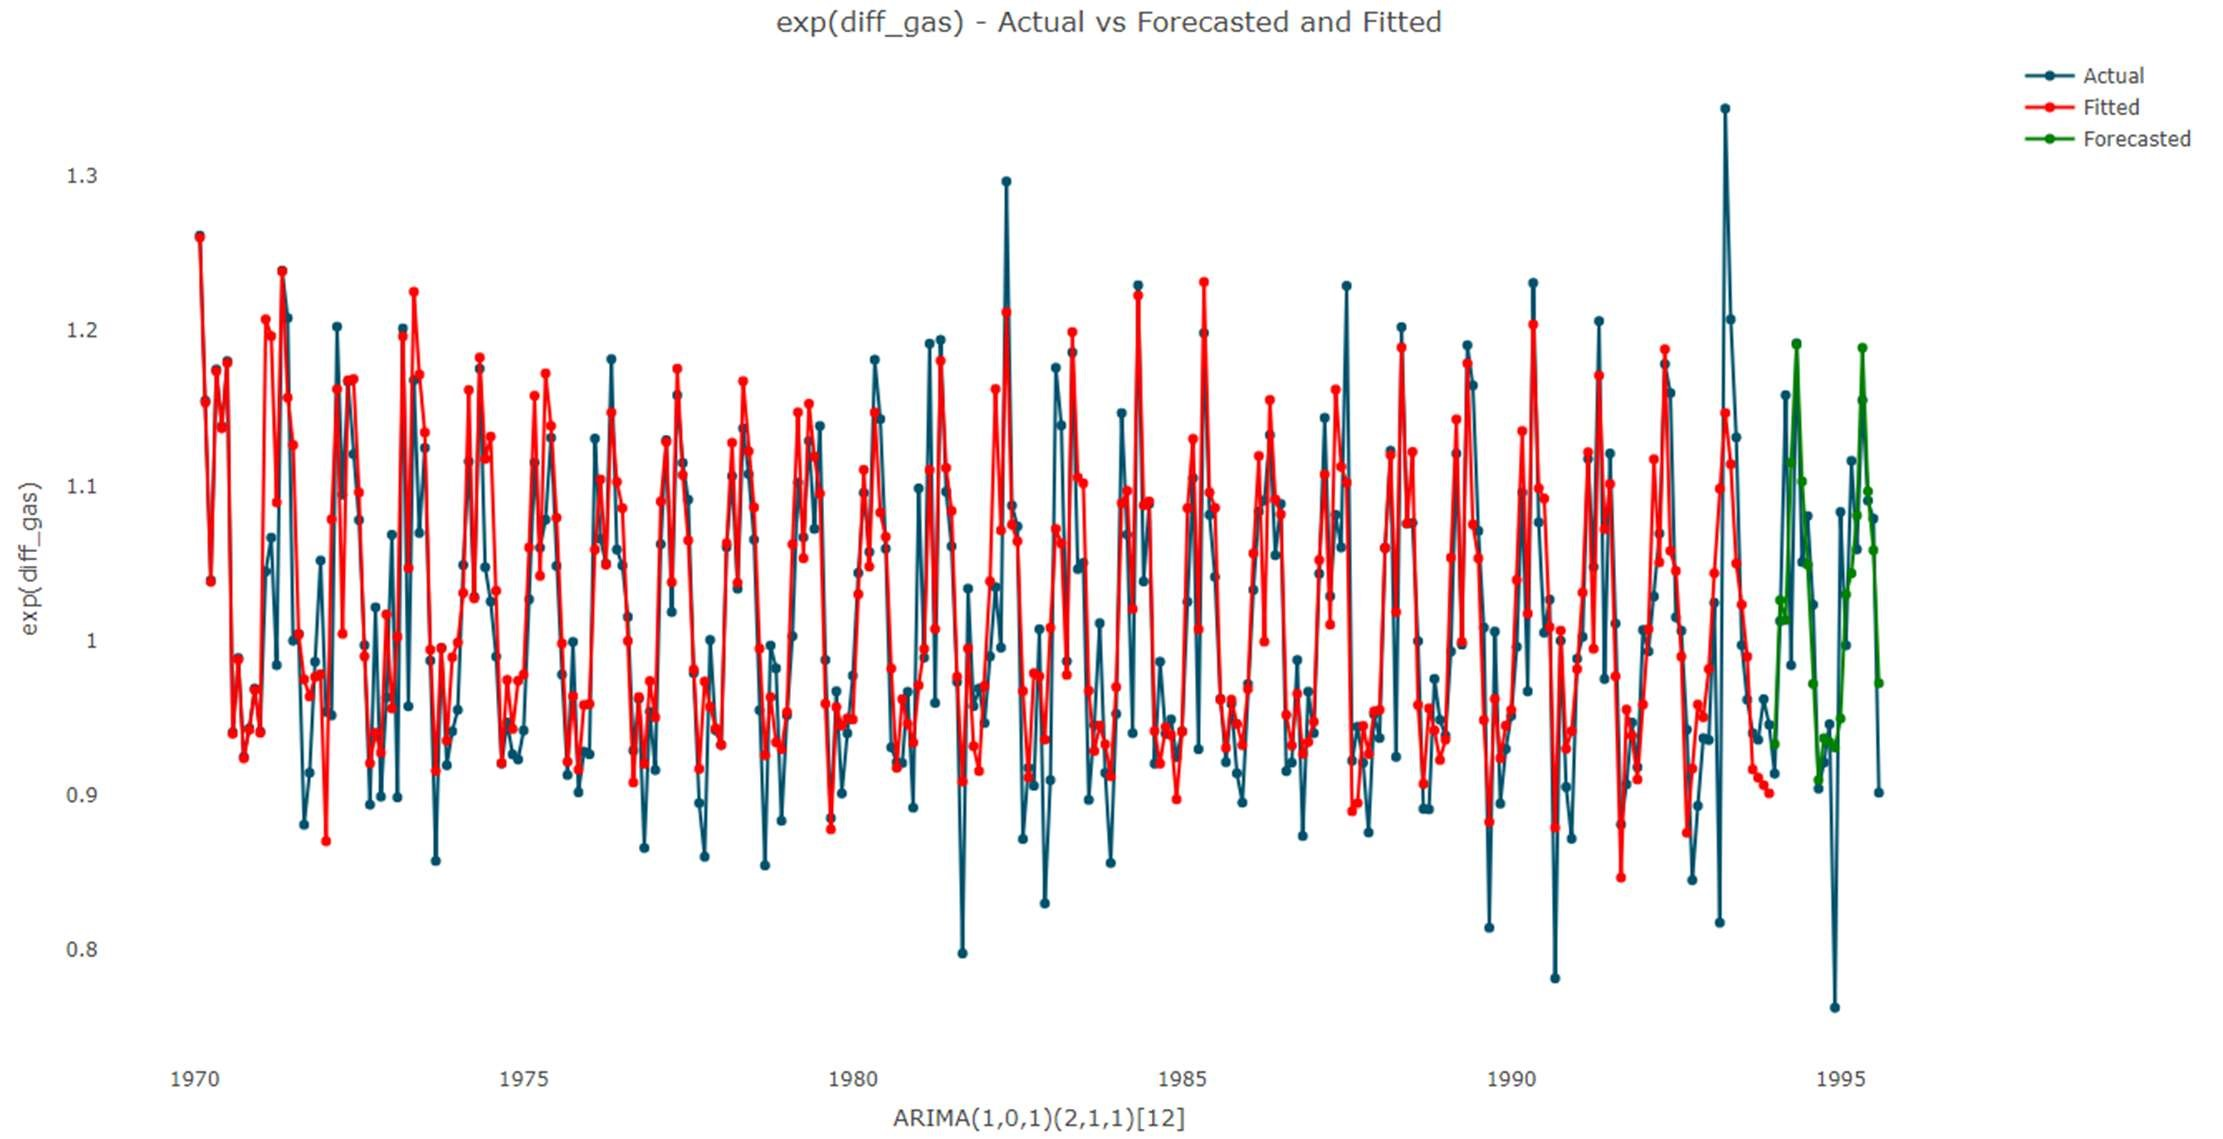 exp(diff_gas) - Actual vs Forecasted and Fitted
Actual
Fitted
Forecasted
exp(diff_gas)
1.3
1.2
1.1
1
0.9
0.8
1970 1975 1980 1985 1990 1995
ARIMA(1,0,1)(2,1,1)[12]